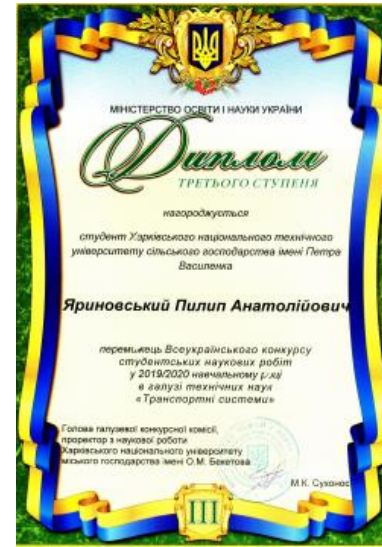 МІНІСТЕРСТВО ОСВІТИ І НАУКИ УКРАЇНИ
Диплом
ТРЕТЬОГО СТУПЕНЯ
нагороджується
студент Харківського національного технічного
університету сільського господарства імені Петра
Василенка
Яриновський Пилип Анатолійович
переможець Всеукраїнського конкурсу
студентських наукових робіт
у 2019/2020 навчальному році
в галузі технічних наук
«Транспортні системи»
Голова галузевої конкурсної комісії,
проректор з наукової роботи
Харківського національного університету
міського господарства імені О.М. Бекетова
М.К. Сухонос
III